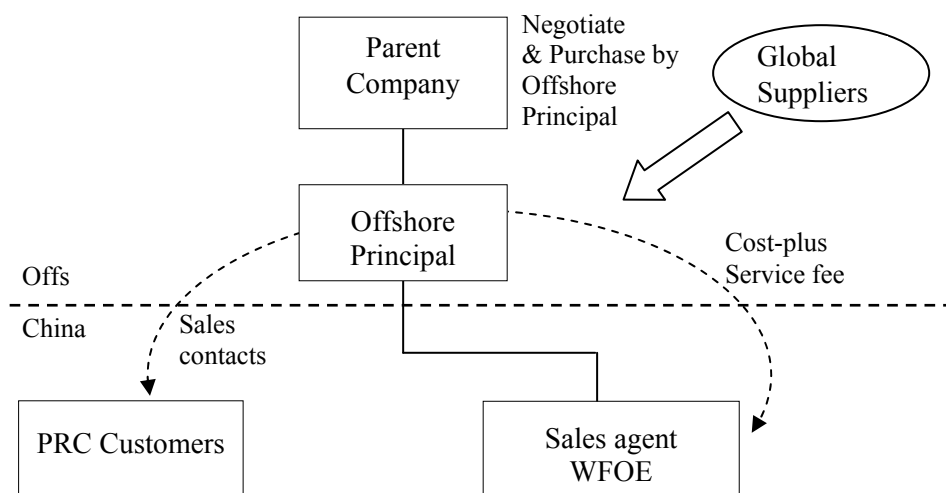 Parent
Company
Negotiate
& Purchase by
Offshore
Principal
Global
Suppliers
Offshore
Principal
Cost-plus
Service fee
Offs
China
Sales
contacts
PRC Customers
Sales agent
WFOE